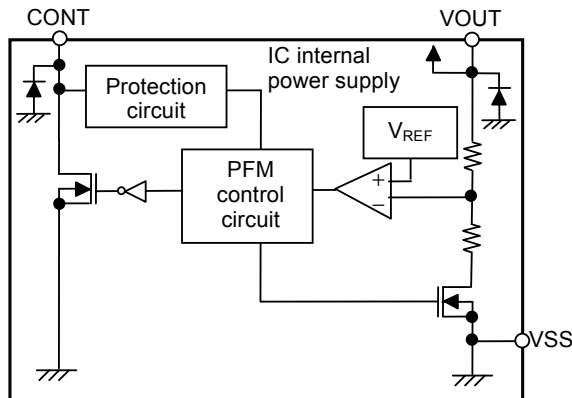 CONT
VOUT
IC internal
power supply
Protection
circuit
VREF
PFM
control
circuit
+
−
VSS